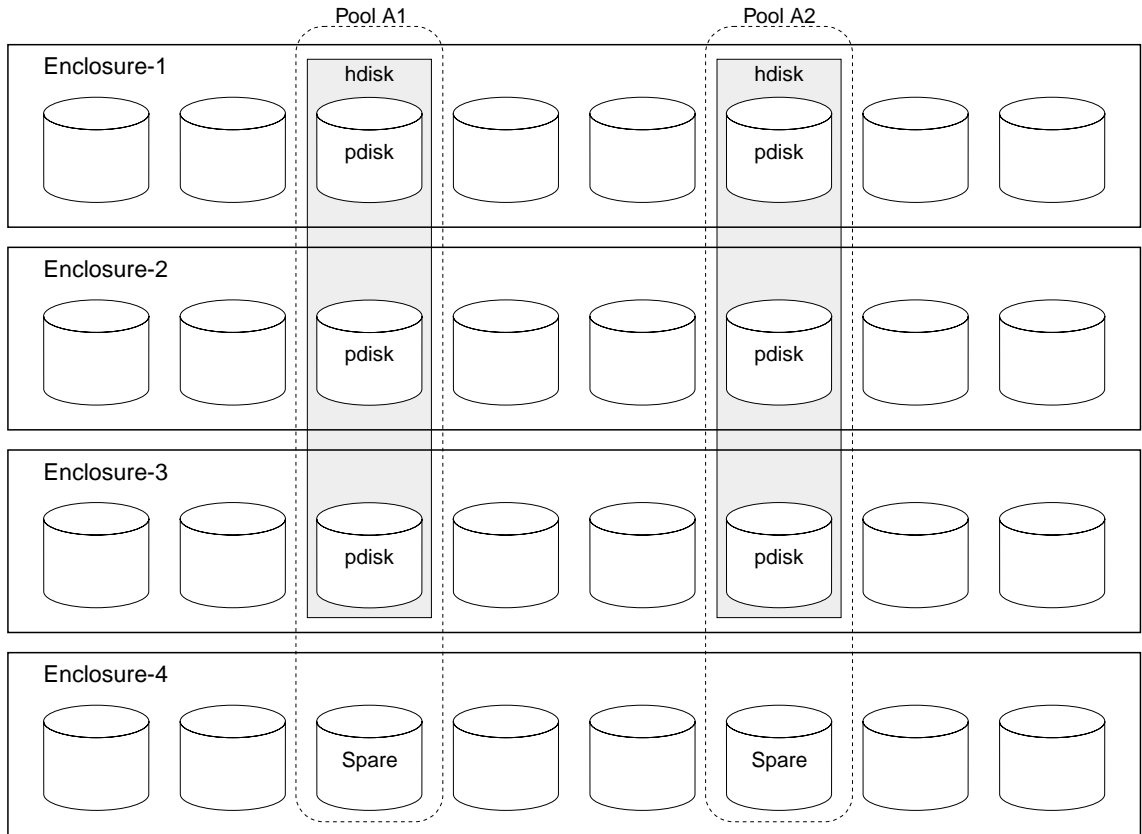 Pool A1 Pool A2
Enclosure-1
hdisk hdisk
pdisk pdisk
Enclosure-2
pdisk pdisk
Enclosure-3
pdisk pdisk
Enclosure-4
Spare Spare